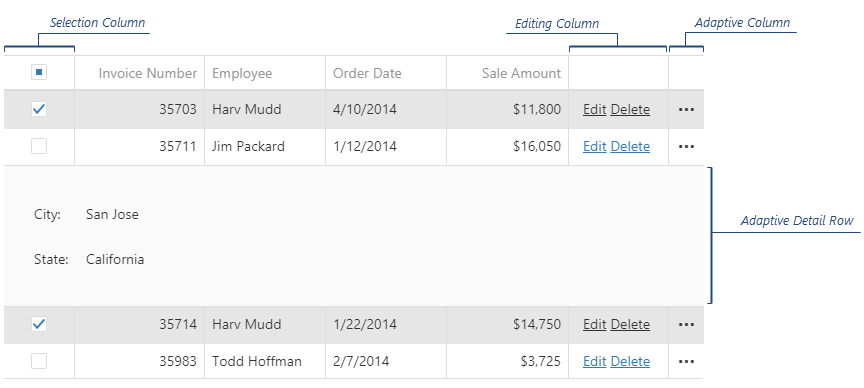 Selection Column Editing Column Adaptive Column
Invoice Number Employee Order Date Sale Amount
35703 Harv Mudd 4/10/2014 $11,800 Edit Delete ...
35711 Jim Packard 1/12/2014 $16,050 Edit Delete ...
City: San Jose
Adaptive Detail Row
State: California
35714 Harv Mudd 1/22/2014 $14,750 Edit Delete ...
35983 Todd Hoffman 2/7/2014 $3,725 Edit Delete ...